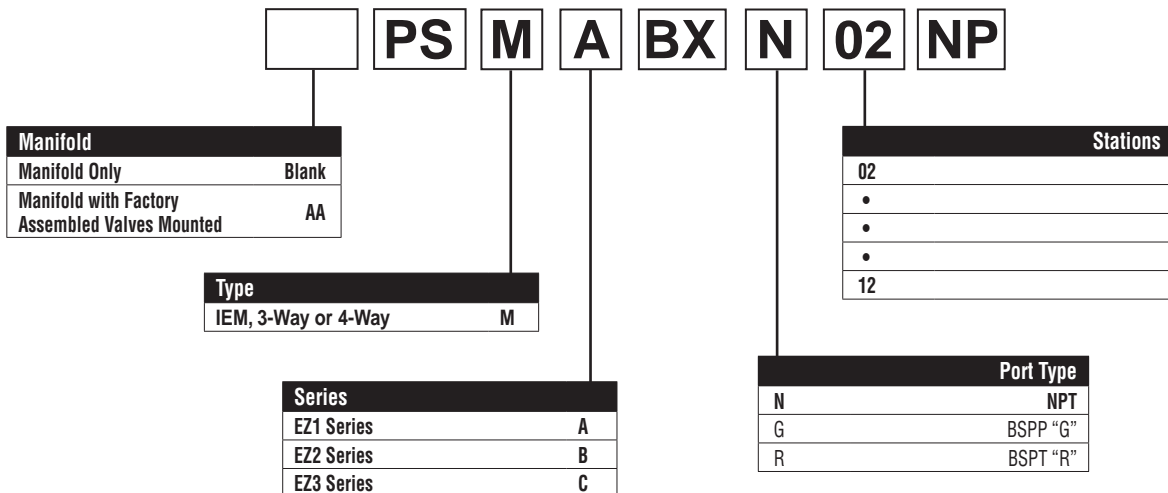 PS M A BX N 02 NP
Manifold
Manifold Only Blank
Manifold with Factory
Assembled Valves Mounted AA
Stations
02
•
•
•
12
Type
IEM, 3-Way or 4-Way M
Port Type
N NPT
G BSPP “G”
R BSPT “R”
Series
EZ1 Series A
EZ2 Series B
EZ3 Series C